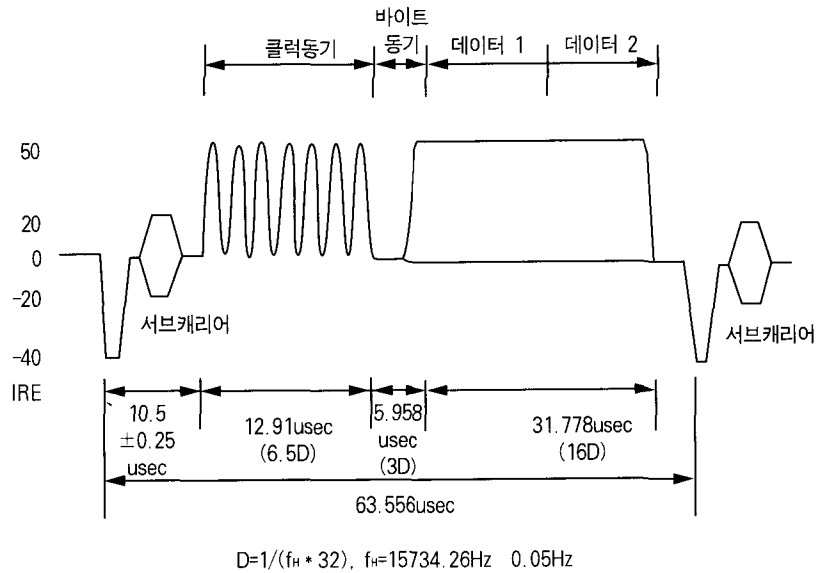 바이트
클럭동기
동기
데이터 1
데이터 2
50
20
0
-20
-40
IRE
서브캐리어
서브캐리어
10.5
±0.25
usec
12.91usec
(6.5D)
5.958
usec
(3D)
31.778usec
(16D)
63.556usec
D=1/(fH * 32), fH=15734.26Hz 0.05Hz